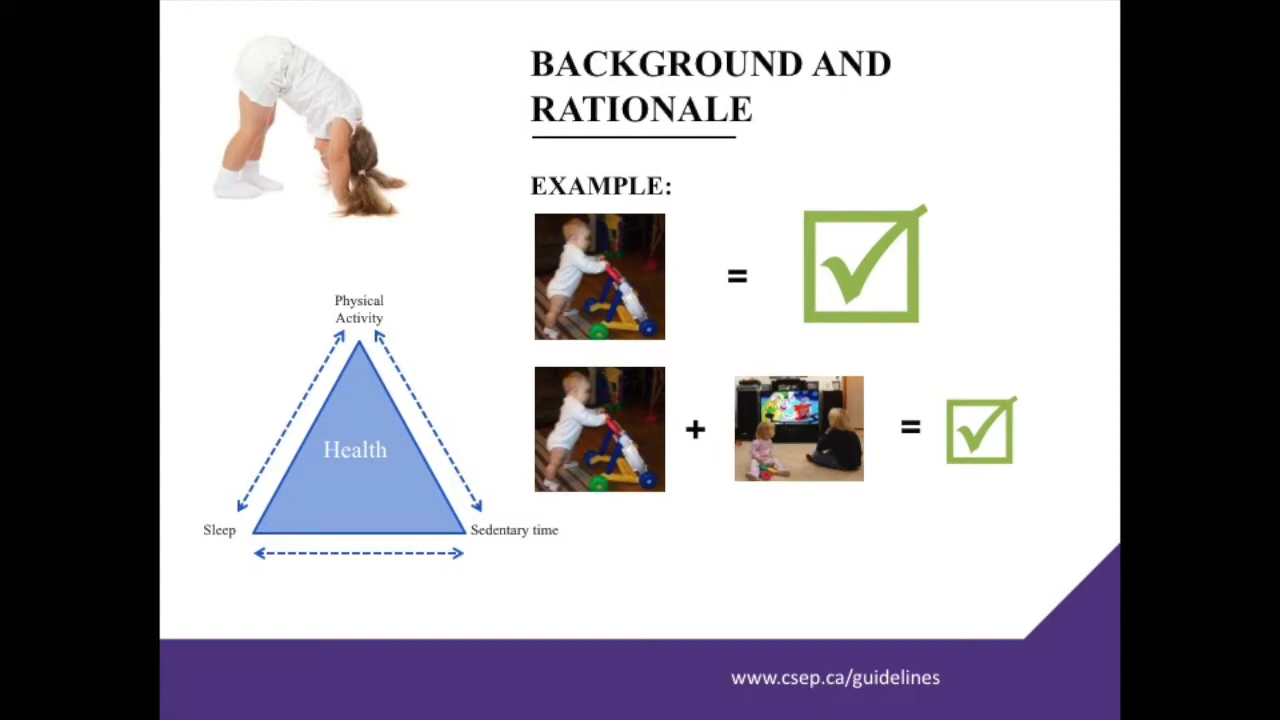 BACKGROUND AND
RATIONALE
EXAMPLE:
=
Physical
Activity
Health
+
=
Sleep
Sedentary time
www.csep.ca/guidelines